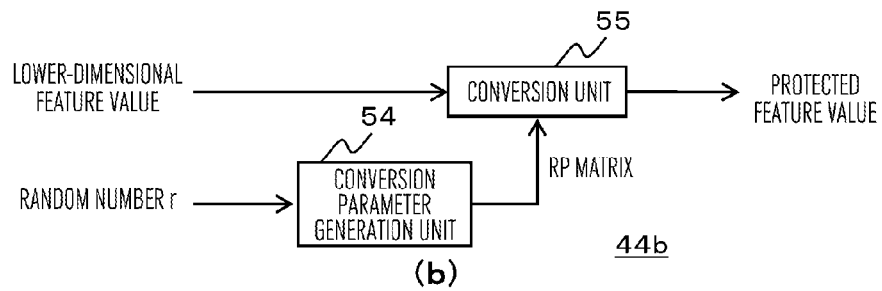 55
LOWER-DIMENSIONAL
FEATURE VALUE
CONVERSION UNIT
PROTECTED
FEATURE VALUE
54
RP MATRIX
RANDOM NUMBER r
CONVERSION
PARAMETER
GENERATION UNIT
44b
(b)